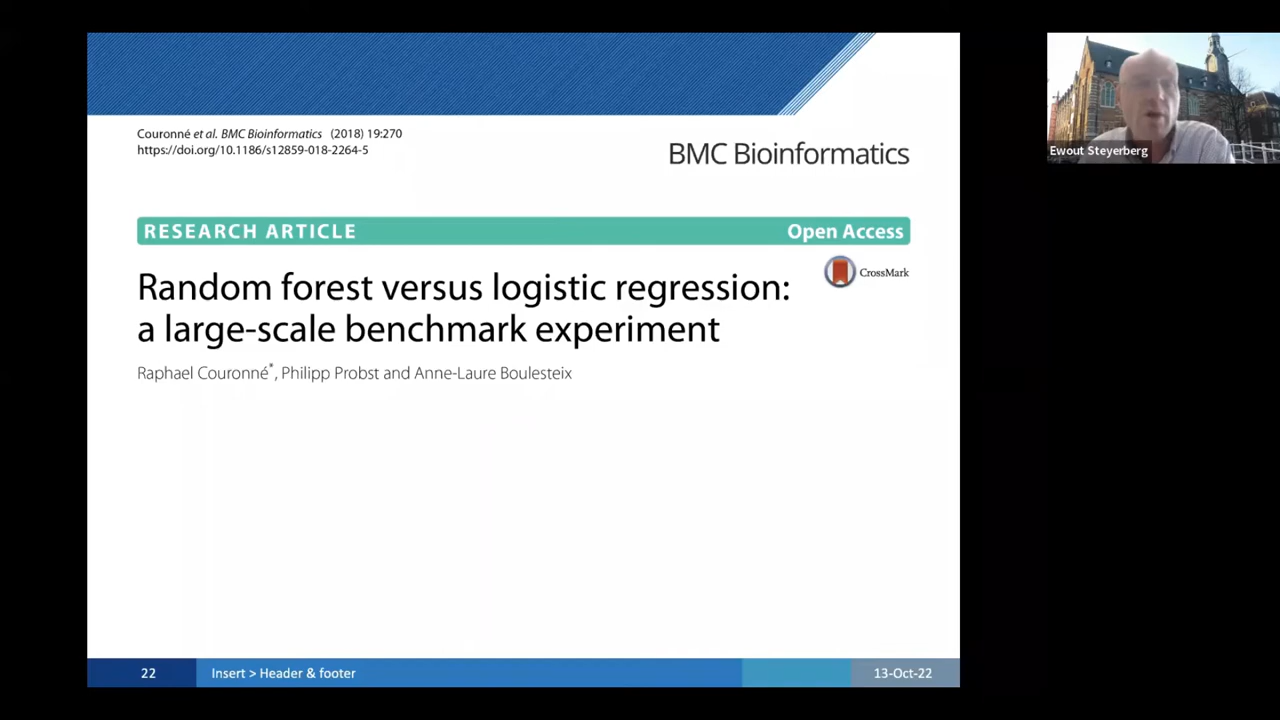 Couronné et al. BMC Bioinformatics (2018) 19:270
https://doi.org/10.1186/s12859-018-2264-5
BMC Bioinformatics
RESEARCH ARTICLE Open Access
CrossMark
Random forest versus logistic regression:
a large-scale benchmark experiment
Raphael Couronné*, Philipp Probst and Anne-Laure Boulesteix
22 Insert > Header & footer 13-Oct-22
Ewout Steyerberg